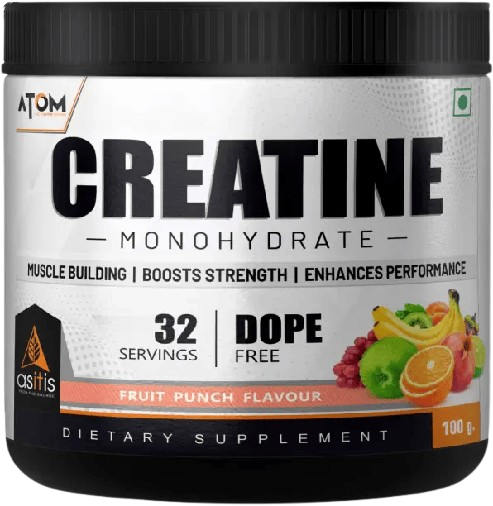 ATOM
CREATINE
— MONOHYDRATE —
MUSCLE BUILDING | BOOSTS STRENGTH | ENHANCES PERFORMANCE
32 SERVINGS | DOPE FREE
asitis
FRUIT PUNCH FLAVOUR
DIETARY SUPPLEMENT
100 g.